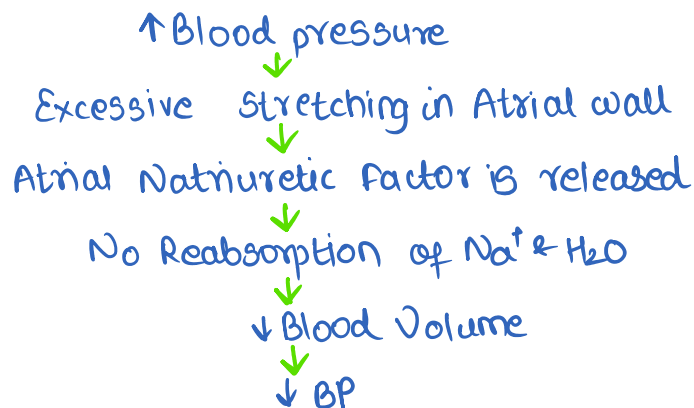 ↑ Blood pressure
↓
Excessive stretching in Atrial wall
↓
Atrial Natriuretic Factor is released
↓
No Reabsorption of Na⁺ & H₂O
↓
↓ Blood Volume
↓
↓ BP